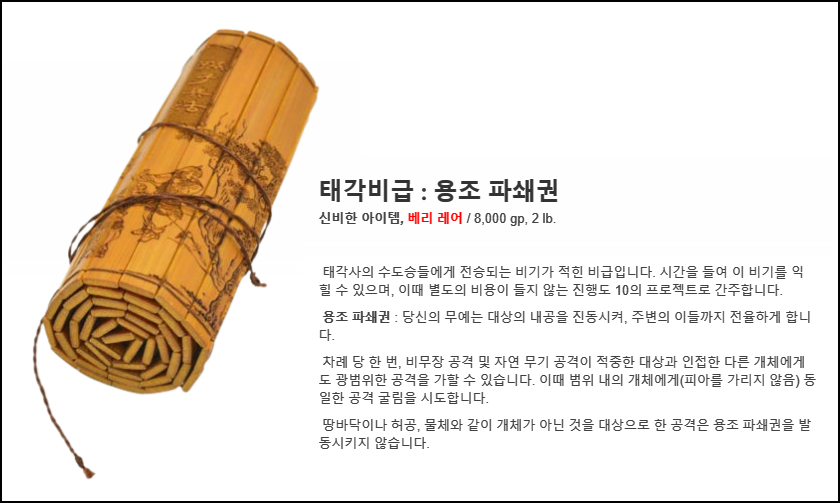 태각비급 : 용조 파쇄권
신비한 아이템, 베리 레어 / 8,000 gp, 2 lb.
태각사의 수도승들에게 전승되는 비기가 적힌 비급입니다. 시간을 들여 이 비기를 익
힐 수 있으며, 이때 별도의 비용이 들지 않는 진행도 10의 프로젝트로 간주합니다.
용조 파쇄권 : 당신의 무예는 대상의 내공을 진동시켜, 주변의 이들까지 전율하게 합니
다.
차례 당 한 번, 비무장 공격 및 자연 무기 공격이 적중한 대상과 인접한 다른 개체에게
도 광범위한 공격을 가할 수 있습니다. 이때 범위 내의 개체에게(피아를 가리지 않음) 동
일한 공격 굴림을 시도합니다.
땅바닥이나 허공, 물체와 같이 개체가 아닌 것을 대상으로 한 공격은 용조 파쇄권을 발
동시키지 않습니다.